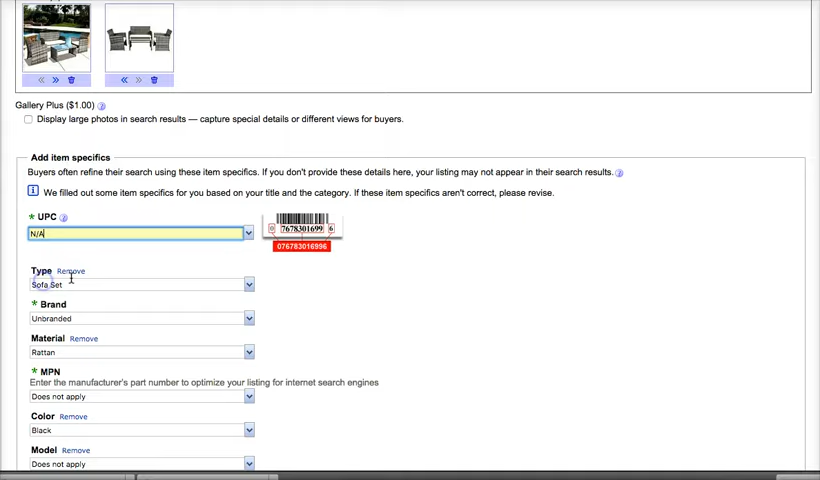 Gallery Plus ($1.00)
Display large photos in search results — capture special details or different views for buyers.
Add item specifics
Buyers often refine their search using these item specifics. If you don't provide these details here, your listing may not appear in their search results.
We filled out some item specifics for you based on your title and the category. If these item specifics aren't correct, please revise.
* UPC
N/A
0 7678301699 6
076783016996
Type Remove
Sofa Set
* Brand
Unbranded
Material Remove
Rattan
* MPN
Enter the manufacturer's part number to optimize your listing for internet search engines
Does not apply
Color Remove
Black
Model Remove
Does not apply